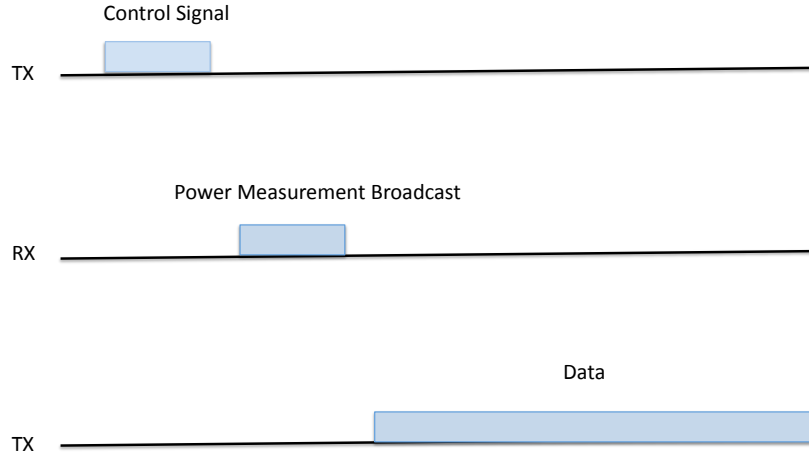 Control Signal
TX
Power Measurement Broadcast
RX
Data
TX